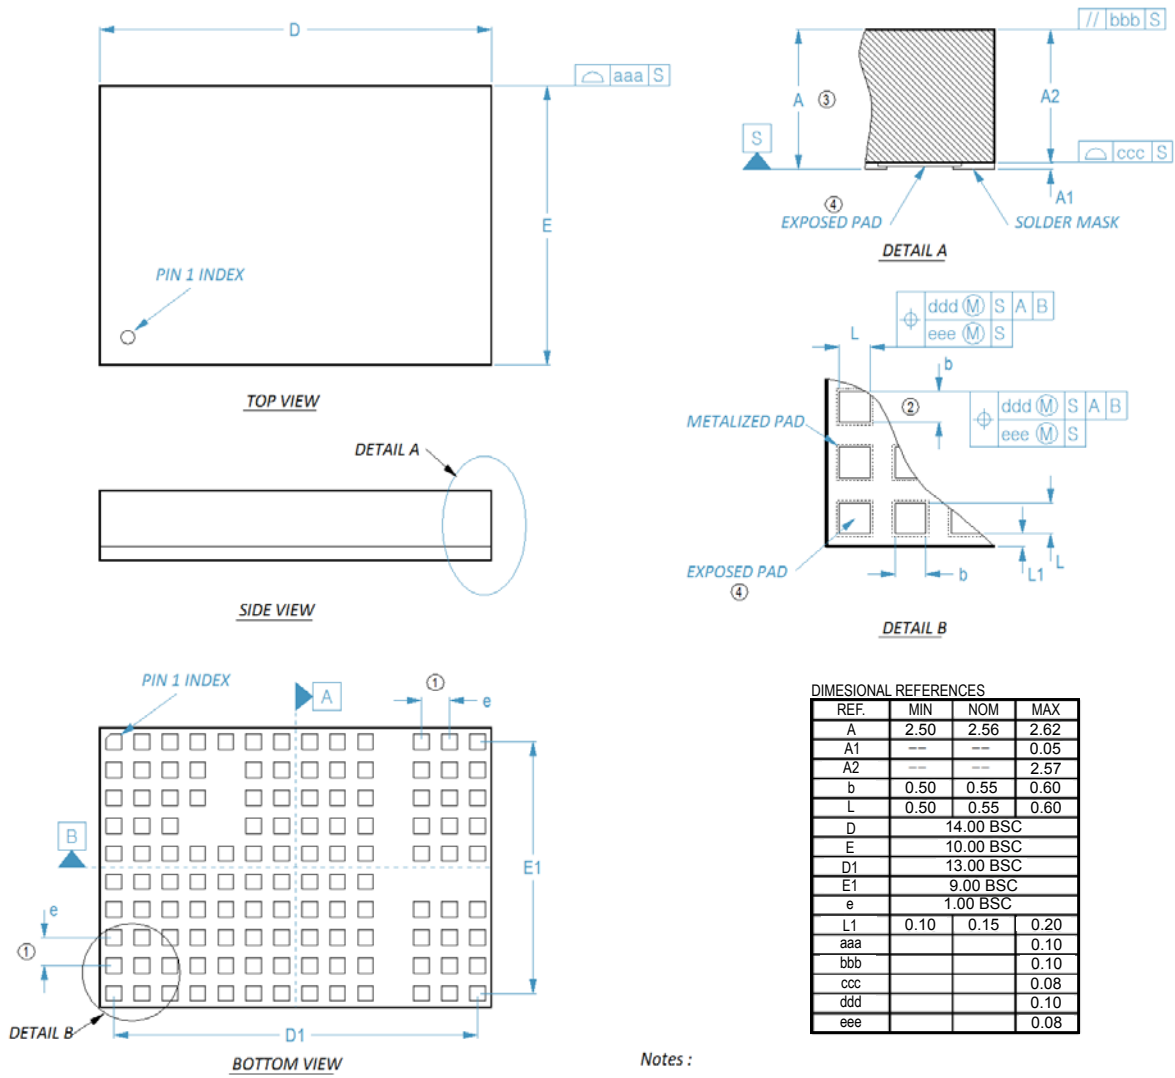 D
aaa S
E
PIN 1 INDEX
TOP VIEW
DETAIL A
SIDE VIEW
// bbb S
A ③
A2
S
ccc S
④
A1
EXPOSED PAD
SOLDER MASK
DETAIL A
ddd Ⓜ S A B
eee Ⓜ S
L
b
②
ddd Ⓜ S A B
eee Ⓜ S
METALIZED PAD
EXPOSED PAD
④
b
L1
L
DETAIL B
PIN 1 INDEX
A
①
e
B
E1
e
①
DETAIL B
D1
BOTTOM VIEW
DIMESIONAL REFERENCES
REF. MIN NOM MAX
A 2.50 2.56 2.62
A1 -- -- 0.05
A2 -- -- 2.57
b 0.50 0.55 0.60
L 0.50 0.55 0.60
D 14.00 BSC
E 10.00 BSC
D1 13.00 BSC
E1 9.00 BSC
e 1.00 BSC
L1 0.10 0.15 0.20
aaa 0.10
bbb 0.10
ccc 0.08
ddd 0.10
eee 0.08
Notes :